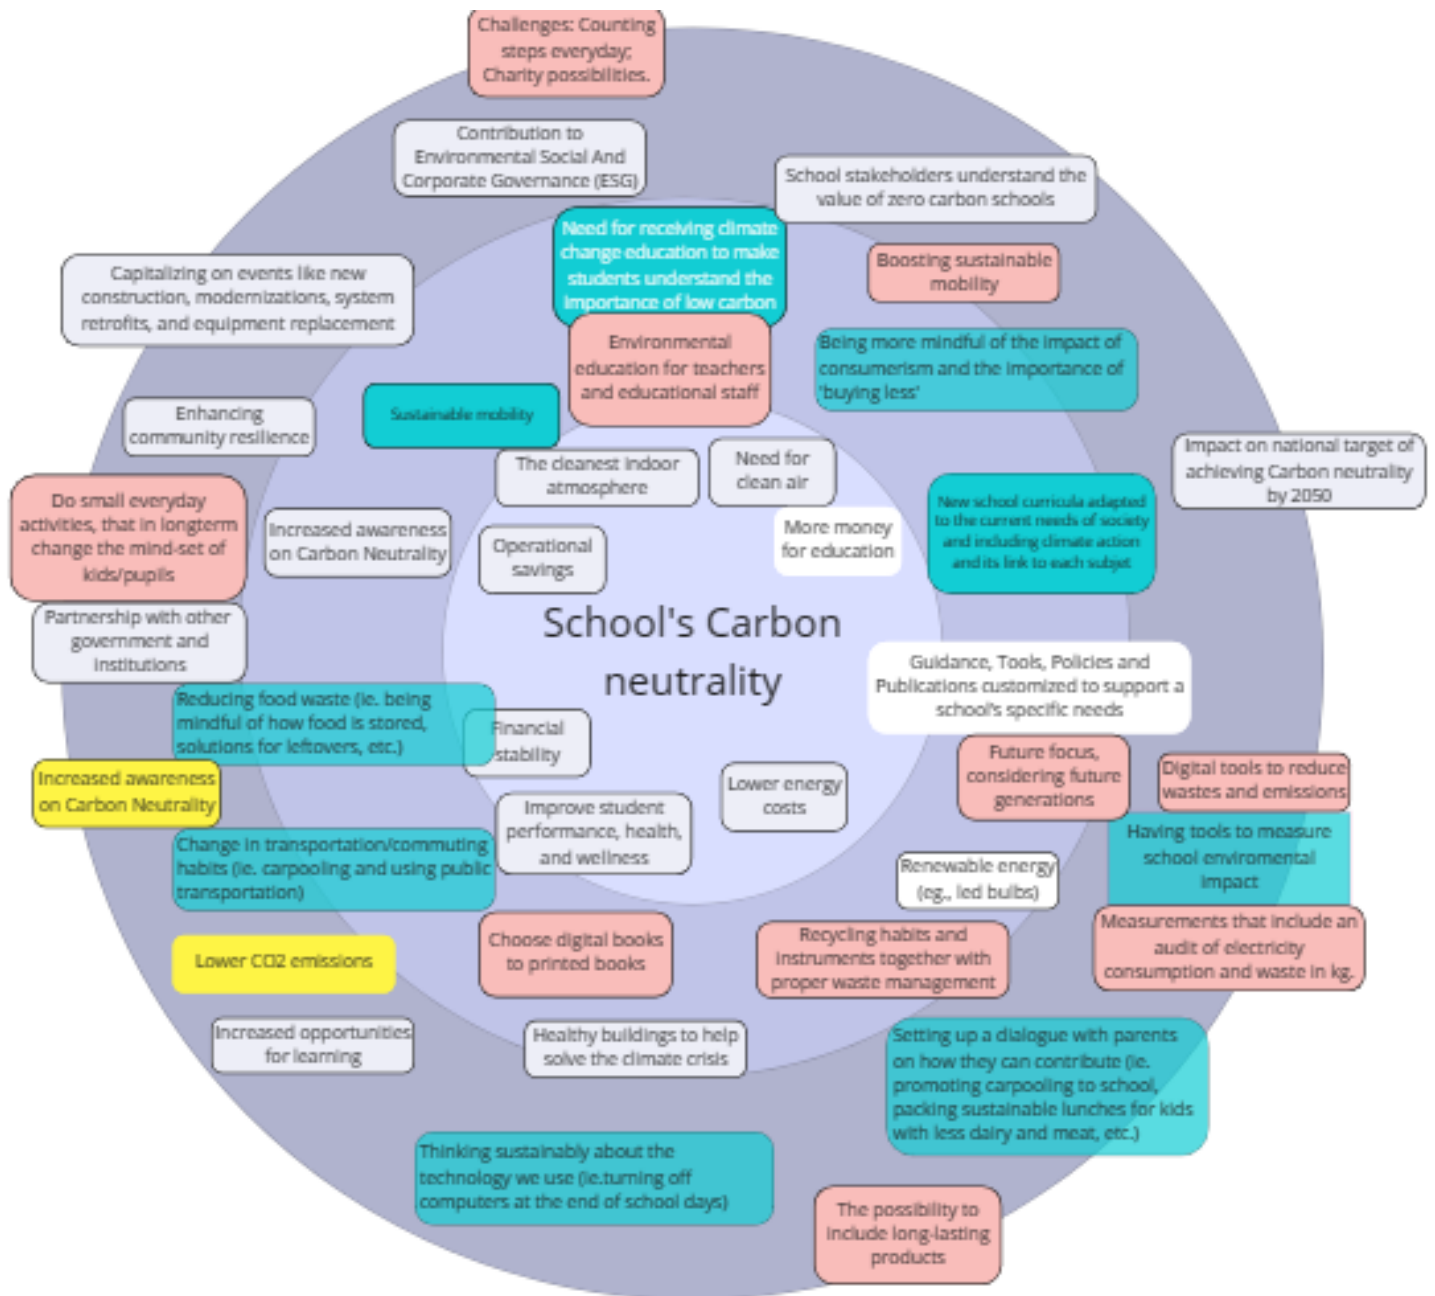 Challenges: Counting
steps everyday;
Charity possibilities.
Contribution to
Environmental Social And
Corporate Governance (ESG)
School stakeholders understand the
value of zero carbon schools
Need for receiving climate
change education to make
students understand the
importance of low carbon
Boosting sustainable
mobility
Capitalizing on events like new
construction, modernizations, system
retrofits, and equipment replacement
Environmental
education for teachers
and educational staff
Being more mindful of the impact of
consumerism and the importance of
'buying less'
Enhancing
community resilience
Sustainable mobility
The cleanest indoor
atmosphere
Need for
clean air
Impact on national target of
achieving Carbon neutrality
by 2050
Do small everyday
activities, that in longterm
change the mind-set of
kids/pupils
Increased awareness
on Carbon Neutrality
Operational
savings
More money
for education
New school curricula adapted
to the current needs of society
and including climate action
and its link to each subjet
School's Carbon
neutrality
Partnership with other
government and
institutions
Guidance, Tools, Policies and
Publications customized to support a
school's specific needs
Reducing food waste (ie. being
mindful of how food is stored,
solutions for leftovers, etc.)
Financial
stability
Future focus,
considering future
generations
Digital tools to reduce
wastes and emissions
Increased awareness
on Carbon Neutrality
Lower energy
costs
Improve student
performance, health,
and wellness
Having tools to measure
school enviromental
impact
Change in transportation/commuting
habits (ie. carpooling and using public
transportation)
Renewable energy
(eg., led bulbs)
Measurements that include an
audit of electricity
consumption and waste in kg.
Lower CO2 emissions
Choose digital books
to printed books
Recycling habits and
instruments together with
proper waste management
Increased opportunities
for learning
Healthy buildings to help
solve the climate crisis
Setting up a dialogue with parents
on how they can contribute (ie.
promoting carpooling to school,
packing sustainable lunches for kids
with less dairy and meat, etc.)
Thinking sustainably about the
technology we use (ie.turning off
computers at the end of school days)
The possibility to
include long-lasting
products